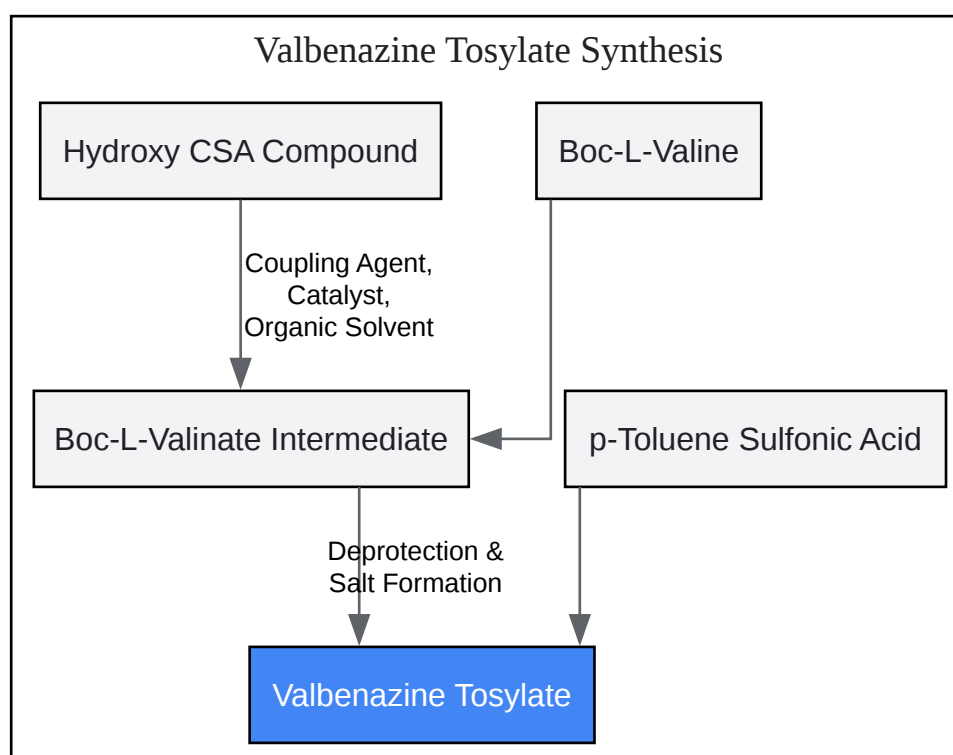 Valbenazine Tosylate Synthesis
Hydroxy CSA Compound
Boc-L-Valine
Coupling Agent,
Catalyst,
Organic Solvent
Boc-L-Valinate Intermediate
p-Toluene Sulfonic Acid
Deprotection &
Salt Formation
Valbenazine Tosylate